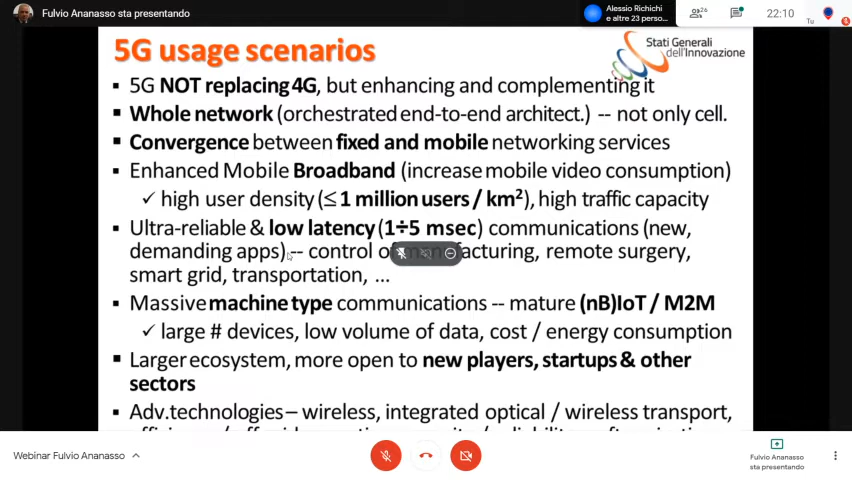 Fulvio Ananasso sta presentando
Alessio Richichi
e altre 23 perso...
26
22:10
Tu
5G usage scenarios
Stati Generali
dell'Innovazione
▪ 5G NOT replacing 4G, but enhancing and complementing it
▪ Whole network (orchestrated end-to-end architect.) -- not only cell.
▪ Convergence between fixed and mobile networking services
▪ Enhanced Mobile Broadband (increase mobile video consumption)
✓ high user density (≤ 1 million users / km²), high traffic capacity
▪ Ultra-reliable & low latency (1÷5 msec) communications (new,
demanding apps) -- control of manufacturing, remote surgery,
smart grid, transportation, ...
▪ Massive machine type communications -- mature (nB)IoT / M2M
✓ large # devices, low volume of data, cost / energy consumption
▪ Larger ecosystem, more open to new players, startups & other
sectors
▪ Adv.technologies – wireless, integrated optical / wireless transport,
Webinar Fulvio Ananasso
Fulvio Ananasso
sta presentando